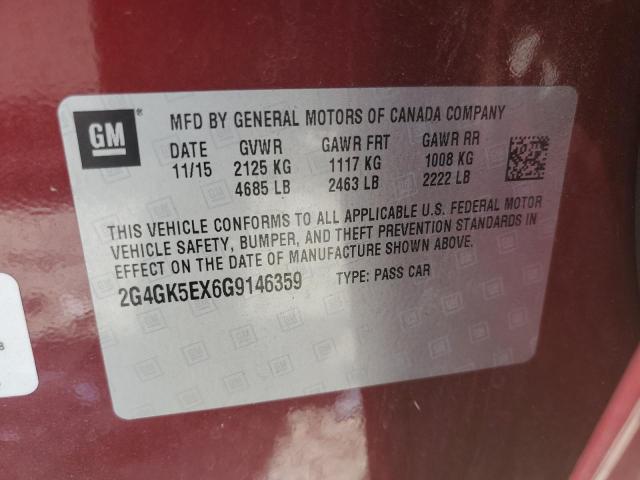 GM
MFD BY GENERAL MOTORS OF CANADA COMPANY
DATE GVWR GAWR FRT GAWR RR
11/15 2125 KG 1117 KG 1008 KG
4685 LB 2463 LB 2222 LB
THIS VEHICLE CONFORMS TO ALL APPLICABLE U.S. FEDERAL MOTOR
VEHICLE SAFETY, BUMPER, AND THEFT PREVENTION STANDARDS IN
EFFECT ON THE DATE OF MANUFACTURE SHOWN ABOVE.
2G4GK5EX6G9146359 TYPE: PASS CAR